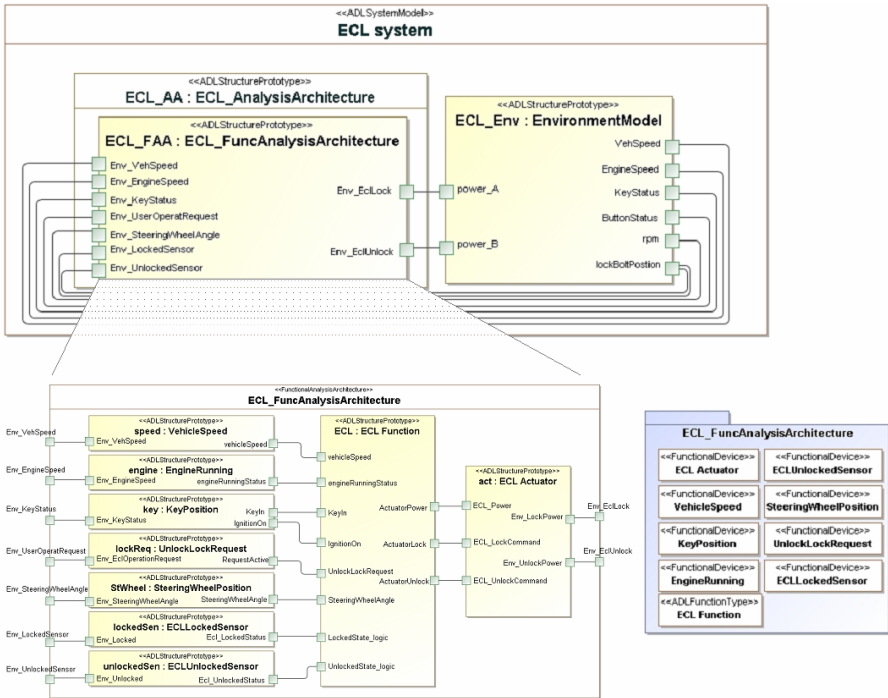 <<ADLSystemModel>>
ECL system
<<ADLStructurePrototype>>
ECL_AA : ECL_AnalysisArchitecture
<<ADLStructurePrototype>>
ECL_FAA : ECL_FuncAnalysisArchitecture
Env_VehSpeed
Env_EngineSpeed
Env_KeyStatus
Env_UserOperatRequest
Env_SteeringWheelAngle
Env_LockedSensor
Env_UnlockedSensor
Env_EclLock
Env_EclUnlock
<<ADLStructurePrototype>>
ECL_Env : EnvironmentModel
power_A
power_B
VehSpeed
EngineSpeed
KeyStatus
ButtonStatus
rpm
lockBoltPostion
<<FunctionalAnalysisArchitecture>>
ECL_FuncAnalysisArchitecture
Env_VehSpeed
Env_EngineSpeed
Env_KeyStatus
Env_UserOperatRequest
Env_SteeringWheelAngle
Env_LockedSensor
Env_UnlockedSensor
<<ADLStructurePrototype>>
speed : VehicleSpeed
Env_VehSpeed
vehicleSpeed
<<ADLStructurePrototype>>
engine : EngineRunning
Env_EngineSpeed
engineRunningStatus
<<ADLStructurePrototype>>
key : KeyPosition
KeyIn
Env_KeyStatus
IgnitionOn
<<ADLStructurePrototype>>
lockReq : UnlockLockRequest
Env_EclOperationRequest
RequestActive
<<ADLStructurePrototype>>
StWheel : SteeringWheelPosition
Env_SteeringWheelAngle
SteeringWheelAngle
<<ADLStructurePrototype>>
lockedSen : ECLLockedSensor
Env_Locked
Ecl_LockedStatus
<<ADLStructurePrototype>>
unlockedSen : ECLUnlockedSensor
Env_Unlocked
Ecl_UnlockedStatus
<<ADLStructurePrototype>>
ECL : ECL Function
vehicleSpeed
engineRunningStatus
KeyIn
IgnitionOn
UnlockLockRequest
SteeringWheelAngle
LockedState_logic
UnlockedState_logic
ActuatorPower
ActuatorLock
ActuatorUnlock
<<ADLStructurePrototype>>
act : ECL Actuator
ECL_Power
Env_LockPower
ECL_LockCommand
Env_UnlockPower
ECL_UnlockCommand
Env_EclLock
Env_EclUnlock
ECL_FuncAnalysisArchitecture
<<FunctionalDevice>>
ECL Actuator
<<FunctionalDevice>>
ECLUnlockedSensor
<<FunctionalDevice>>
VehicleSpeed
<<FunctionalDevice>>
SteeringWheelPosition
<<FunctionalDevice>>
KeyPosition
<<FunctionalDevice>>
UnlockLockRequest
<<FunctionalDevice>>
EngineRunning
<<FunctionalDevice>>
ECLLockedSensor
<<ADLFunctionType>>
ECL Function